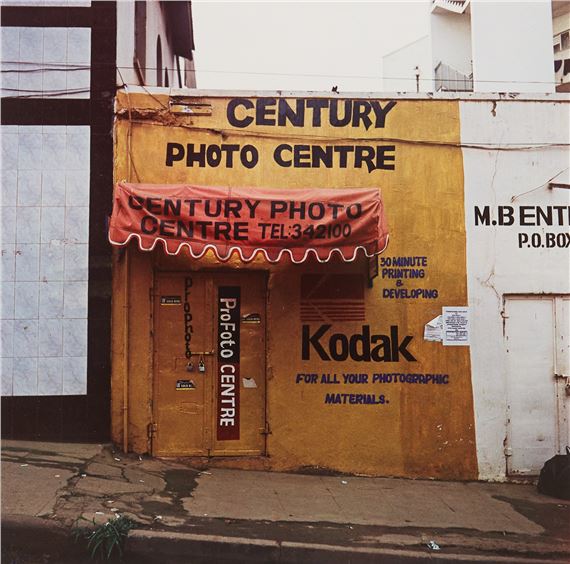 CENTURY
PHOTO CENTRE
CENTURY PHOTO
CENTRE TEL:342100
30 MINUTE
PRINTING
&
DEVELOPING
Kodak
FOR ALL YOUR PHOTOGRAPHIC
MATERIALS.
ProFoto CENTRE
M.B ENT
P.O.BOX